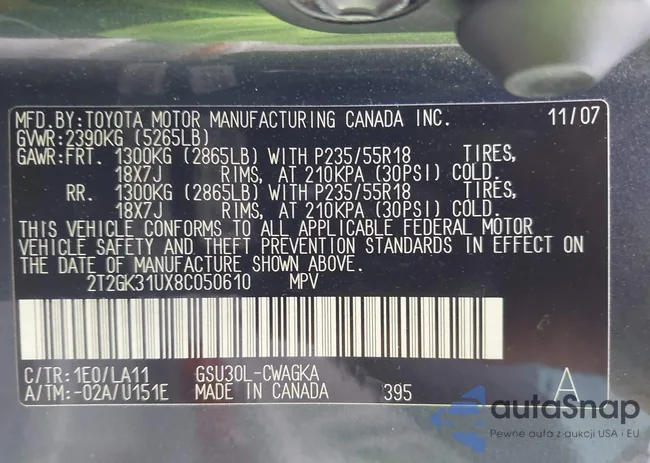 MFD.BY:TOYOTA MOTOR MANUFACTURING CANADA INC. 11/07
GVWR:2390KG (5265LB)
GAWR:FRT. 1300KG (2865LB) WITH P235/55R18 TIRES,
18X7J RIMS, AT 210KPA (30PSI) COLD.
RR. 1300KG (2865LB) WITH P235/55R18 TIRES,
18X7J RIMS, AT 210KPA (30PSI) COLD.
THIS VEHICLE CONFORMS TO ALL APPLICABLE FEDERAL MOTOR
VEHICLE SAFETY AND THEFT PREVENTION STANDARDS IN EFFECT ON
THE DATE OF MANUFACTURE SHOWN ABOVE.
2T2GK31UX8C050610 MPV
C/TR:1E0/LA11 GSU30L-CWAGKA
A/TM:-02A/U151E MADE IN CANADA 395 A
autaSnap
Pewne auta z aukcji USA i EU